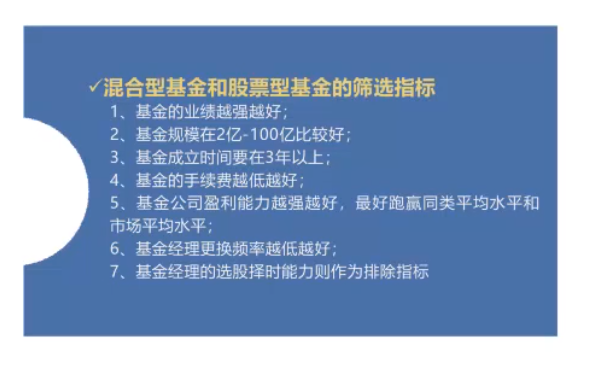 ✓混合型基金和股票型基金的筛选指标
1、基金的业绩越强越好；
2、基金规模在2亿-100亿比较好；
3、基金成立时间要在3年以上；
4、基金的手续费越低越好；
5、基金公司盈利能力越强越好，最好跑赢同类平均水平和
市场平均水平；
6、基金经理更换频率越低越好；
7、基金经理的选股择时能力则作为排除指标